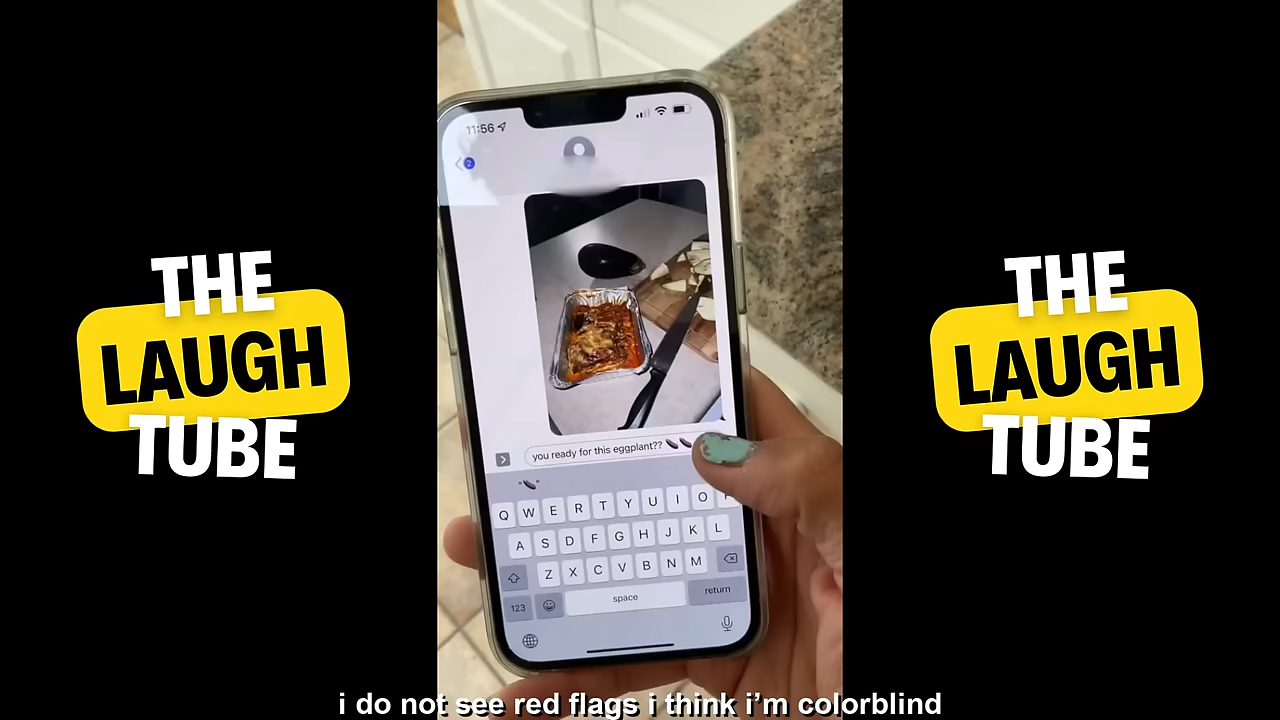 THE
LAUGH
TUBE
11:56
2
you ready for this eggplant?? 🍆🍆
"🍆"
Q W E R T Y U I O
A S D F G H J K L
Z X C V B N M
123
space
return
THE
LAUGH
TUBE
i do not see red flags i think i'm colorblind